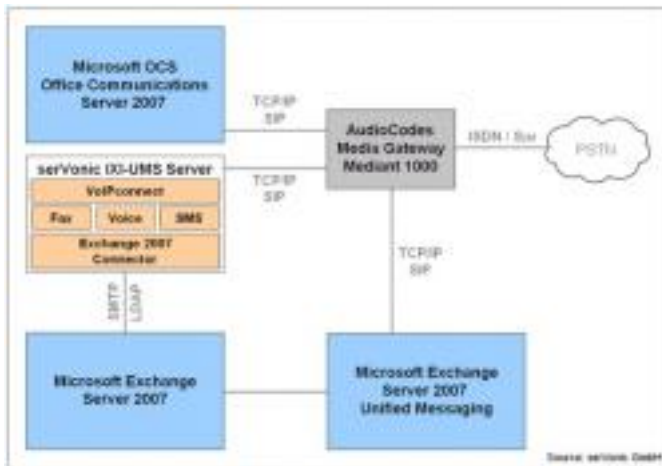 Microsoft OCS
Office Communications
Server 2007
TCP/IP
SIP
AudioCodes
Media Gateway
Mediant 1000
ISDN /
PSTN
serVonic IXI-UMS Server
VoIPconnect
Fax
Voice
SMS
Exchange 2007
Connector
TCP/IP
SIP
TCP/IP
SIP
SMTP
LDAP
Microsoft Exchange
Server 2007
Microsoft Exchange
Server 2007
Unified Messaging
Source: serVonic GmbH